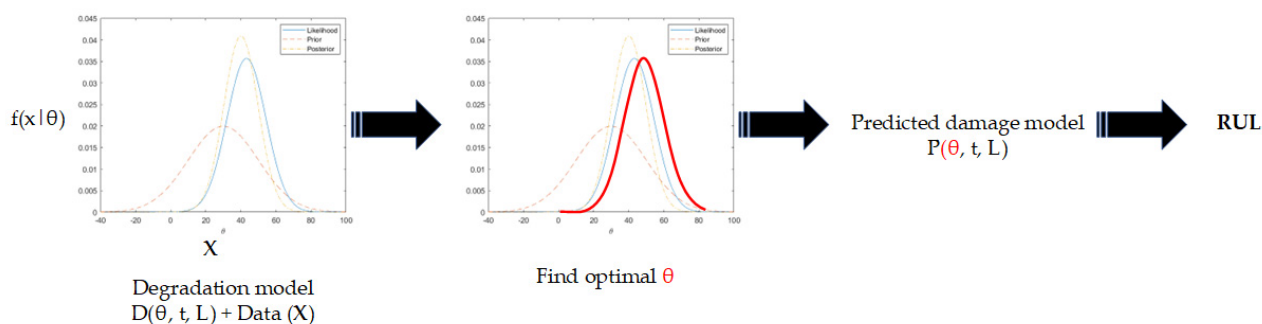 f(x|θ)
0.045
0.04
0.035
0.03
0.025
0.02
0.015
0.01
0.005
0
-40 -20 0 20 40 60 80 100
θ
Likelihood
Prior
Posterior
X
Degradation model
D(θ, t, L) + Data (X)
0.045
0.04
0.035
0.03
0.025
0.02
0.015
0.01
0.005
0
-40 -20 0 20 40 60 80 100
θ
Likelihood
Prior
Posterior
Find optimal θ
Predicted damage model
P(θ, t, L)
RUL